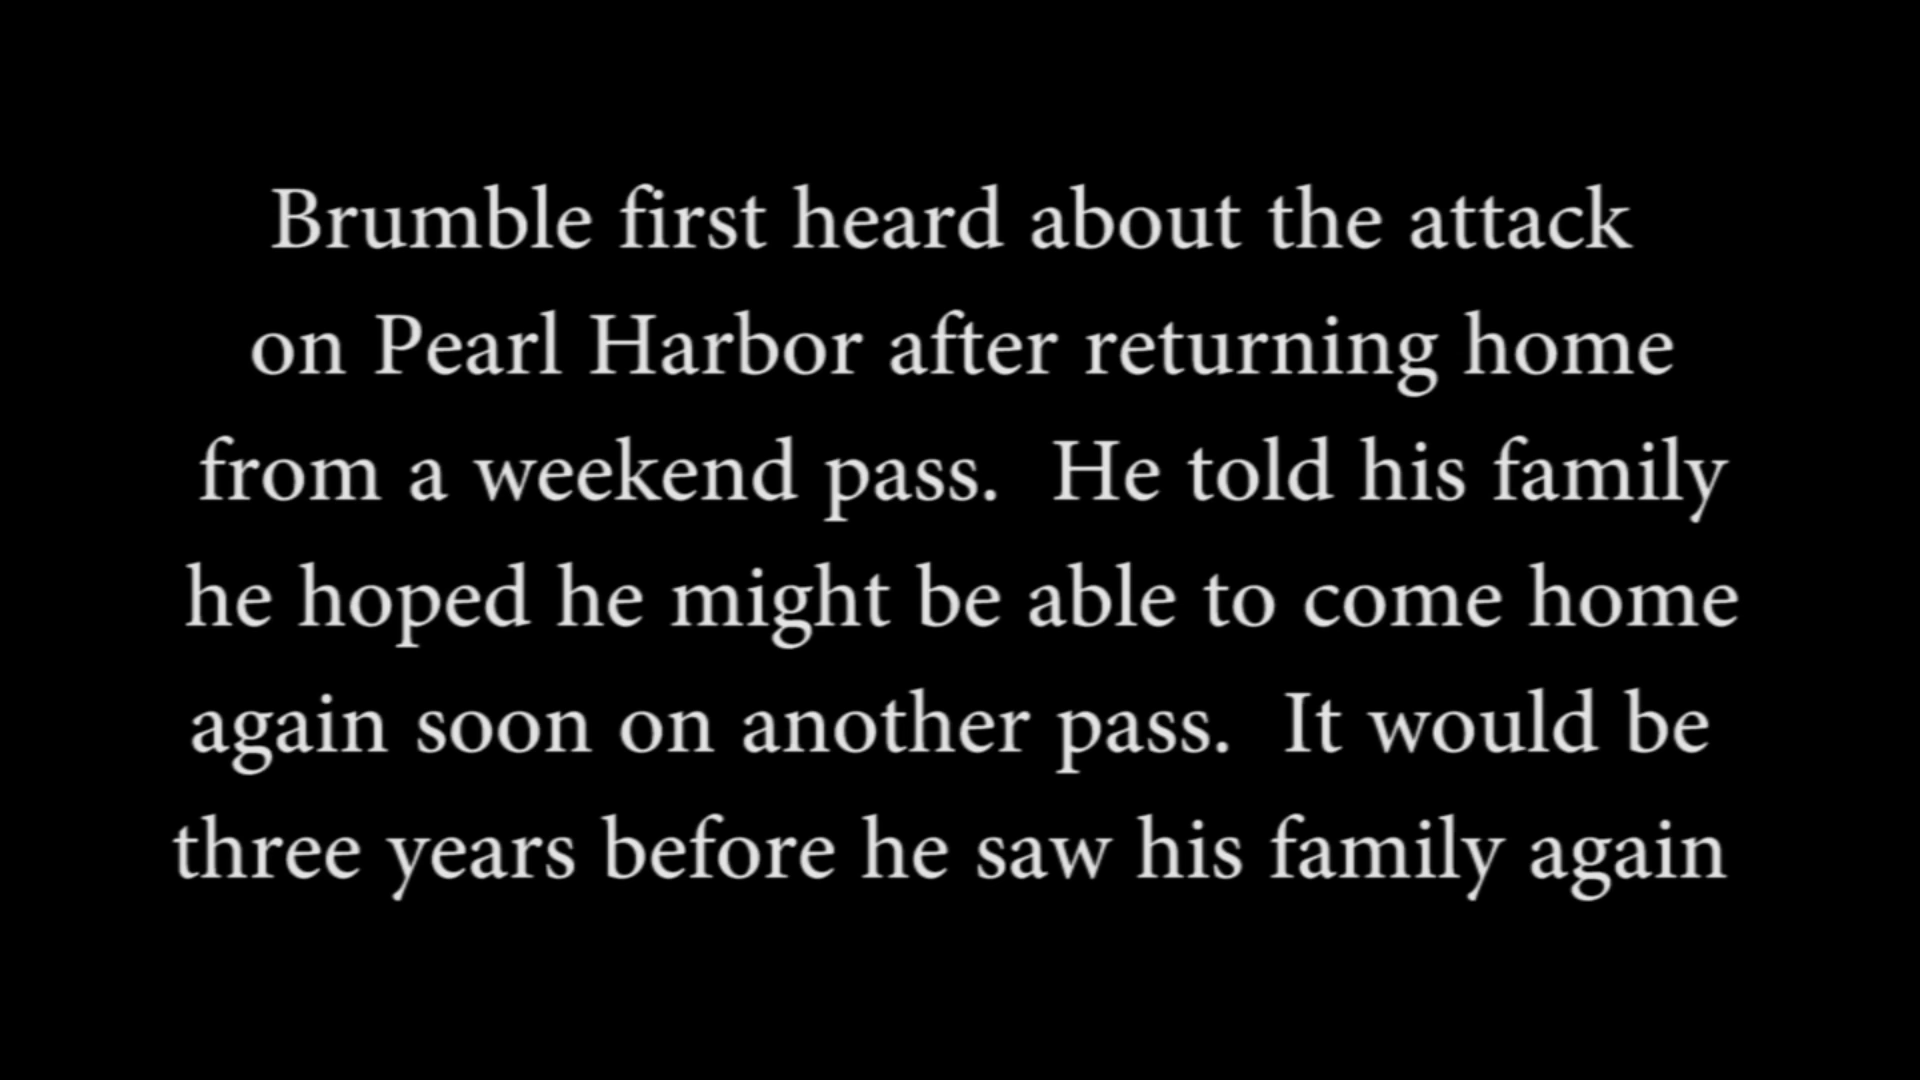 Brumble first heard about the attack
on Pearl Harbor after returning home
from a weekend pass.  He told his family
he hoped he might be able to come home
again soon on another pass.  It would be
three years before he saw his family again